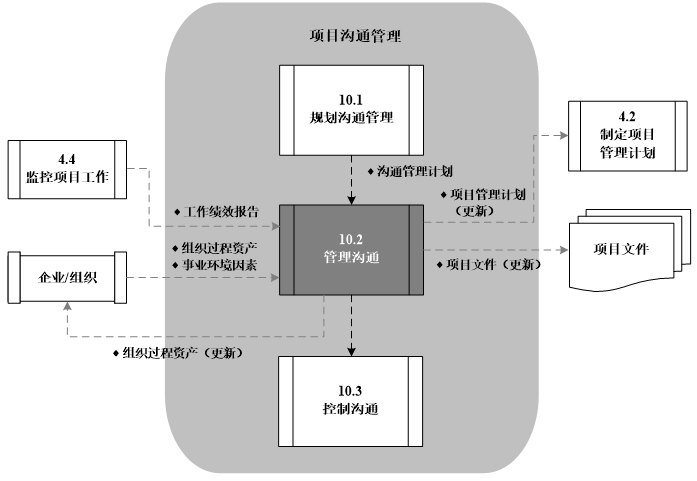 项目沟通管理
10.1
规划沟通管理
4.2
制定项目
管理计划
4.4
监控项目工作
♦ 沟通管理计划
♦ 项目管理计划
（更新）
♦ 工作绩效报告
10.2
管理沟通
♦ 组织过程资产
♦ 事业环境因素
项目文件
♦ 项目文件（更新）
企业/组织
♦ 组织过程资产（更新）
10.3
控制沟通